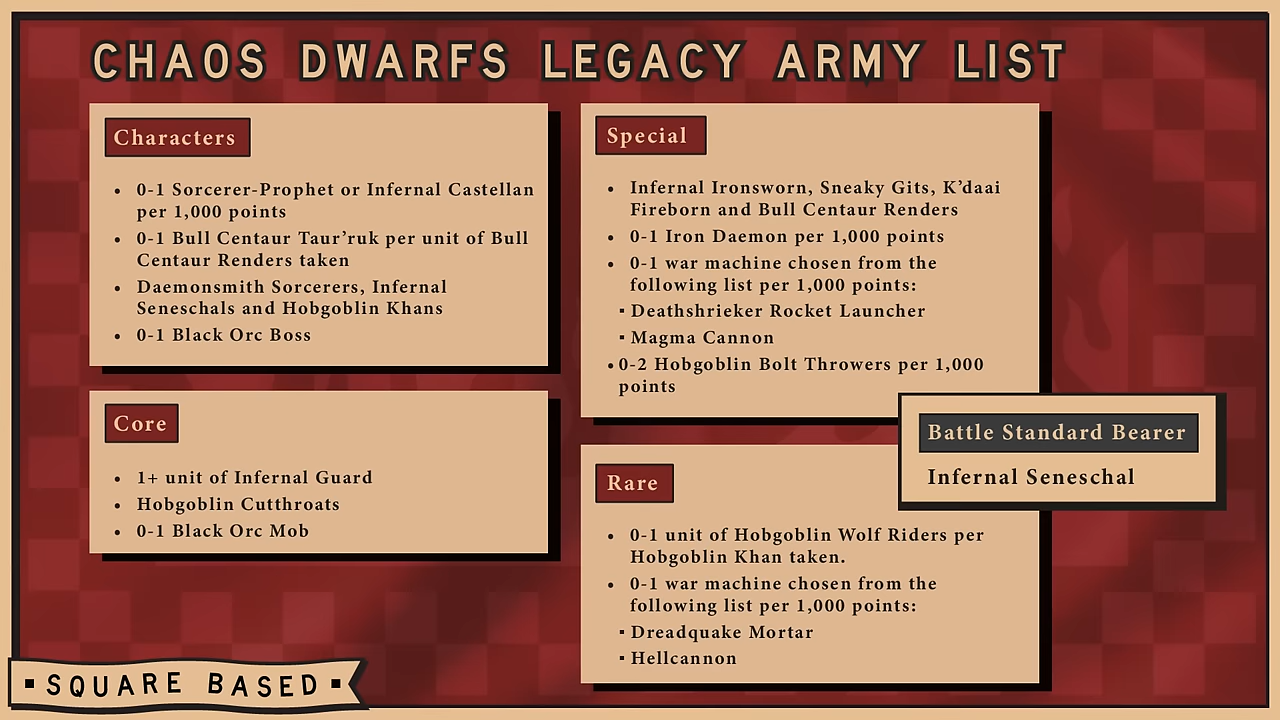 CHAOS DWARFS LEGACY ARMY LIST
Characters
• 0-1 Sorcerer-Prophet or Infernal Castellan
per 1,000 points
• 0-1 Bull Centaur Taur’ruk per unit of Bull
Centaur Renders taken
• Daemonsmith Sorcerers, Infernal
Seneschals and Hobgoblin Khans
• 0-1 Black Orc Boss
Core
• 1+ unit of Infernal Guard
• Hobgoblin Cutthroats
• 0-1 Black Orc Mob
Special
• Infernal Ironsworn, Sneaky Gits, K’daai
Fireborn and Bull Centaur Renders
• 0-1 Iron Daemon per 1,000 points
• 0-1 war machine chosen from the
following list per 1,000 points:
▪ Deathshrieker Rocket Launcher
▪ Magma Cannon
• 0-2 Hobgoblin Bolt Throwers per 1,000
points
Battle Standard Bearer
Infernal Seneschal
Rare
• 0-1 unit of Hobgoblin Wolf Riders per
Hobgoblin Khan taken.
• 0-1 war machine chosen from the
following list per 1,000 points:
▪ Dreadquake Mortar
▪ Hellcannon
▪ SQUARE BASED ▪